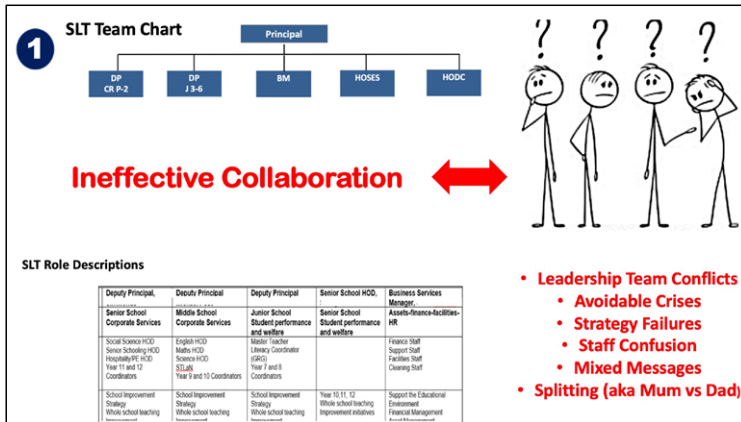 1
SLT Team Chart
Principal
DP
CR P-2
DP
J 3-6
BM
HOSES
HODC
? ? ? ?
Ineffective Collaboration
SLT Role Descriptions
Deputy Principal,
Deputy Principal
Deputy Principal
Senior School HOD,
Business Services
Manager,
Senior School
Corporate Services
Middle School
Corporate Services
Junior School
Student performance
and welfare
Senior School
Student performance
and welfare
Assets-finance-facilities-
HR
Social Science HOD
Senior Schooling HOD
Hospitality/PE HOD
Year 11 and 12
Coordinators
English HOD
Maths HOD
Science HOD
STLaN
Year 9 and 10 Coordinators
Master Teacher
Literacy Coordinator
(GRG)
Year 7 and 8
Coordinators
Finance Staff
Support Staff
Facilities Staff
Cleaning Staff
School Improvement
Strategy
Whole school teaching
School Improvement
Strategy
Whole school teaching
School Improvement
Strategy
Whole school teaching
Year 10,11, 12
Whole school teaching
Improvement initiatives
Support the Educational
Environment
Financial Management
• Leadership Team Conflicts
• Avoidable Crises
• Strategy Failures
• Staff Confusion
• Mixed Messages
• Splitting (aka Mum vs Dad)